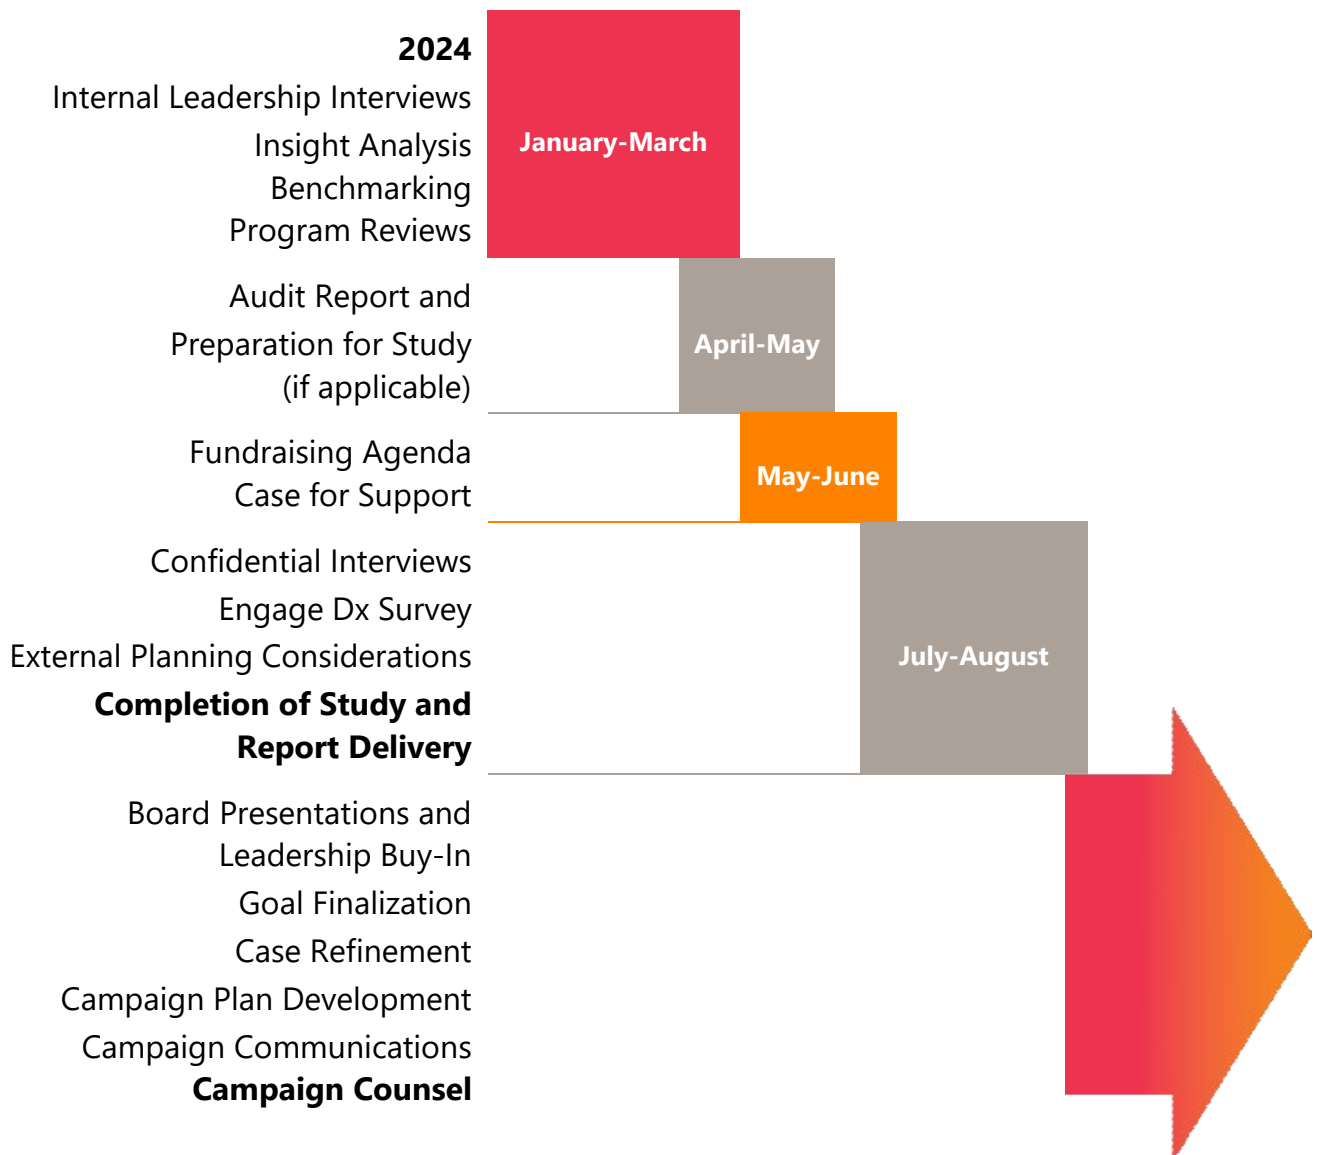 2024
Internal Leadership Interviews
Insight Analysis
Benchmarking
Program Reviews
January-March
Audit Report and
Preparation for Study
(if applicable)
April-May
Fundraising Agenda
Case for Support
May-June
Confidential Interviews
Engage Dx Survey
External Planning Considerations
Completion of Study and
Report Delivery
July-August
Board Presentations and
Leadership Buy-In
Goal Finalization
Case Refinement
Campaign Plan Development
Campaign Communications
Campaign Counsel